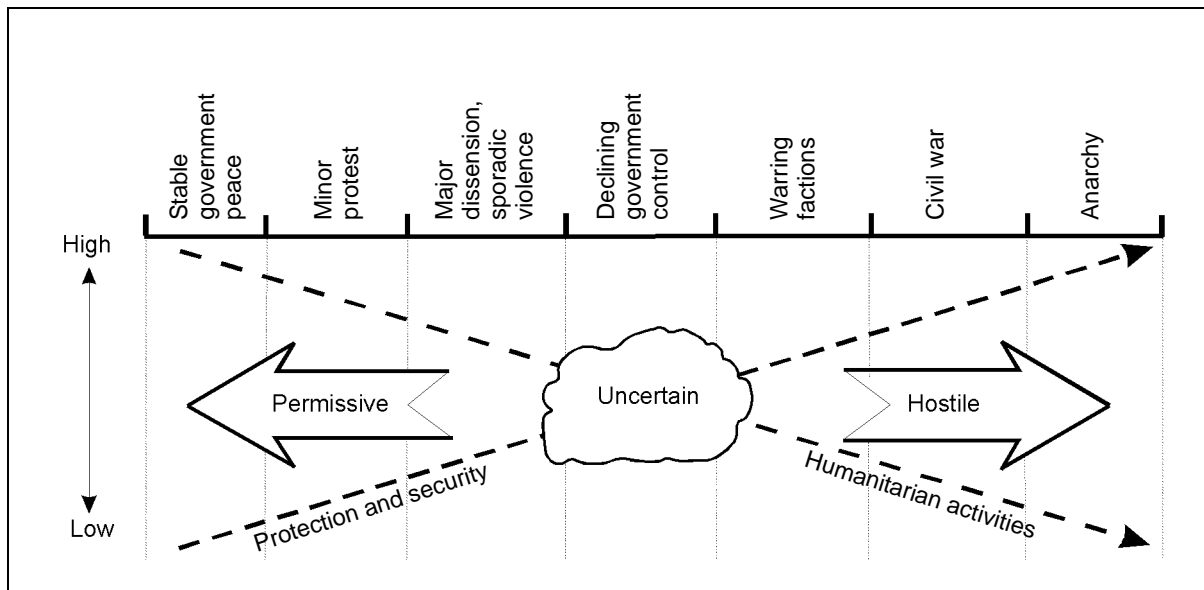 Stable
government
peace
Minor
protest
Major
dissension,
sporadic
violence
Declining
government
control
Warring
factions
Civil war
Anarchy
High
Low
Permissive
Uncertain
Hostile
Protection and security
Humanitarian activities